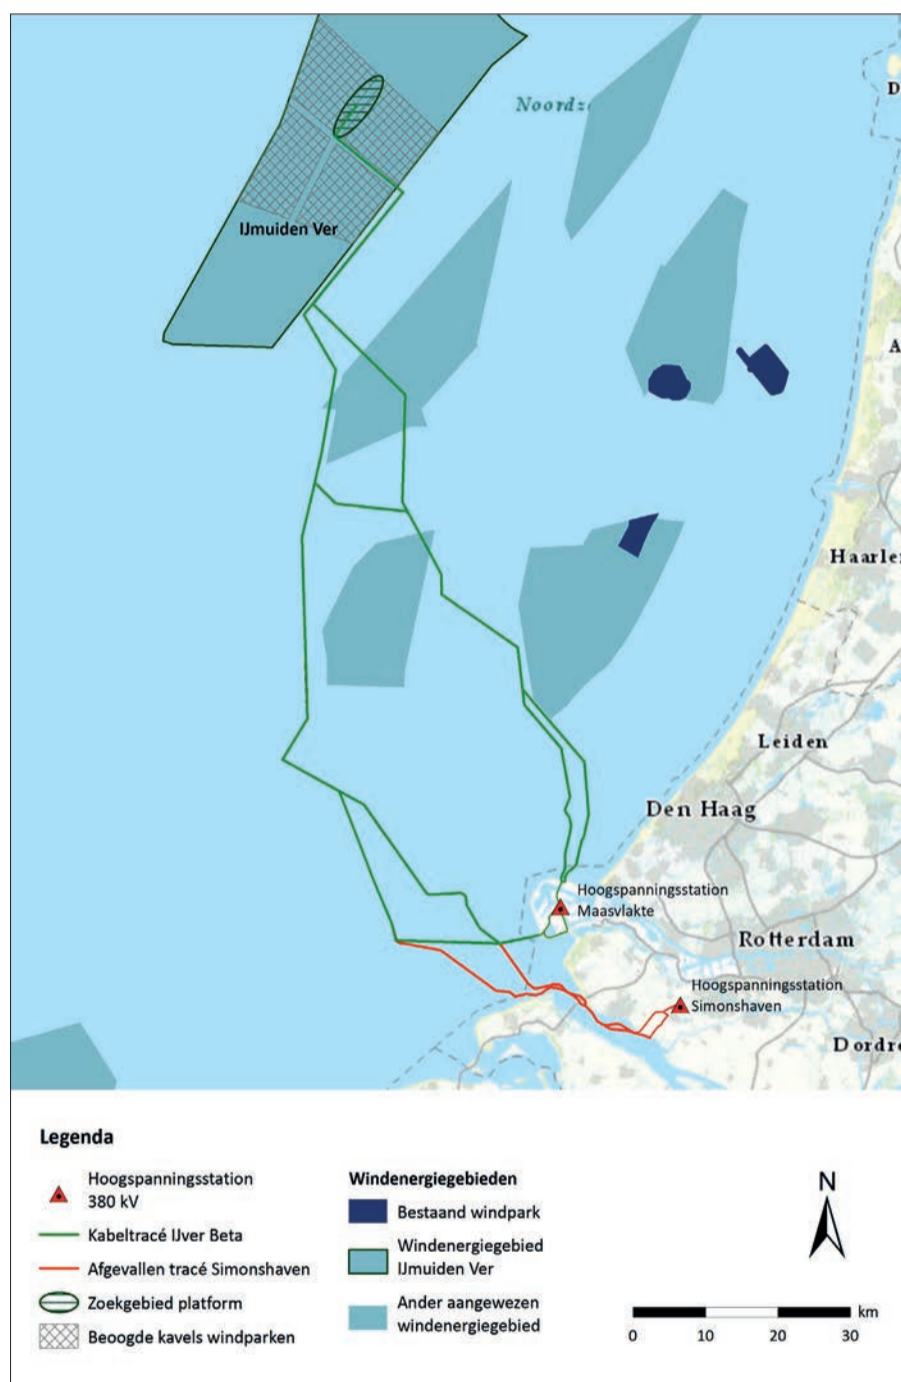 Noordz
D
IJmuiden Ver
A
Haarle
Leiden
Den Haag
Hoogspanningsstation
Maasvlakte
Rotterdam
Hoogspanningsstation
Simonshaven
Dordre
Legenda
Hoogspanningsstation
380 kV
Kabeltracé IJver Beta
Afgevallen tracé Simonshaven
Zoekgebied platform
Beoogde kavels windparken
Windenergiegebieden
Bestaand windpark
Windenergiegebied
IJmuiden Ver
Ander aangewezen
windenergiegebied
N
km
0 10 20 30